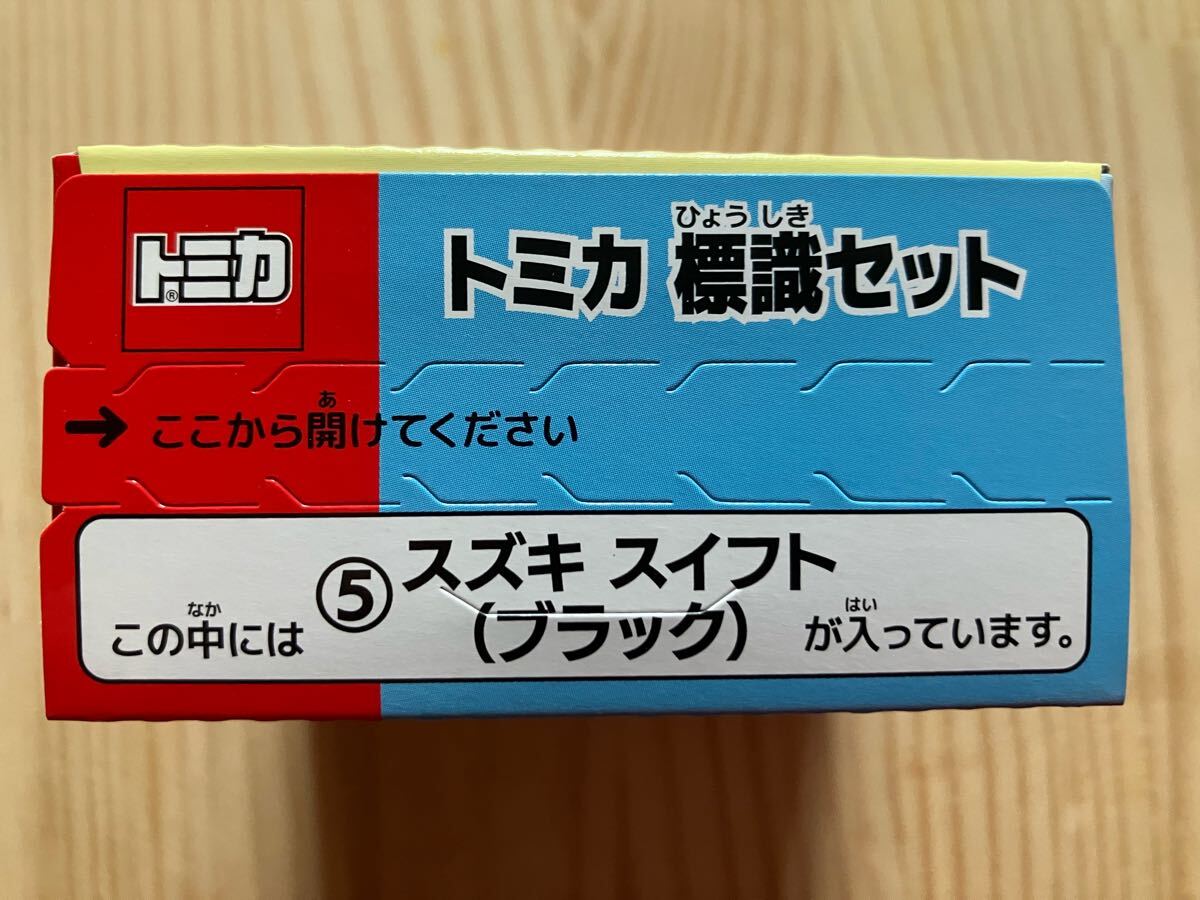 トミカ®
ひょうしき
トミカ 標識セット
あ
→ ここから開けてください
⑤スズキ スイフト
なか
はい
この中には (ブラック) が入っています。